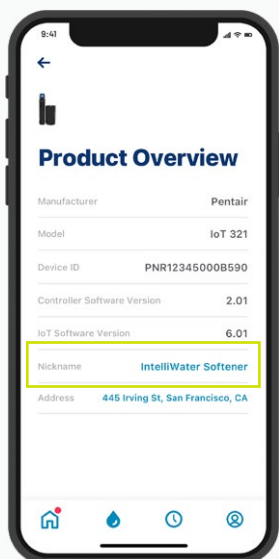 9:41
Product Overview
Manufacturer Pentair
Model IoT 321
Device ID PNR12345000B590
Controller Software Version 2.01
IoT Software Version 6.01
Nickname IntelliWater Softener
Address 445 Irving St, San Francisco, CA